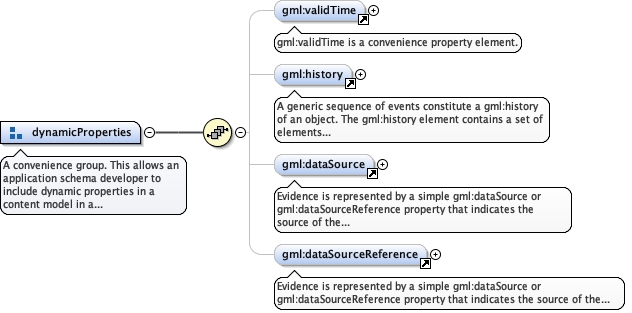 gml:validTime
gml:validTime is a convenience property element.
gml:history
A generic sequence of events constitute a gml:history
of an object. The gml:history element contains a set of
elements...
dynamicProperties
A convenience group. This allows an
application schema developer to
include dynamic properties in a
content model in a...
gml:dataSource
Evidence is represented by a simple gml:dataSource or
gml:dataSourceReference property that indicates the
source of the...
gml:dataSourceReference
Evidence is represented by a simple gml:dataSource or
gml:dataSourceReference property that indicates the source of the...